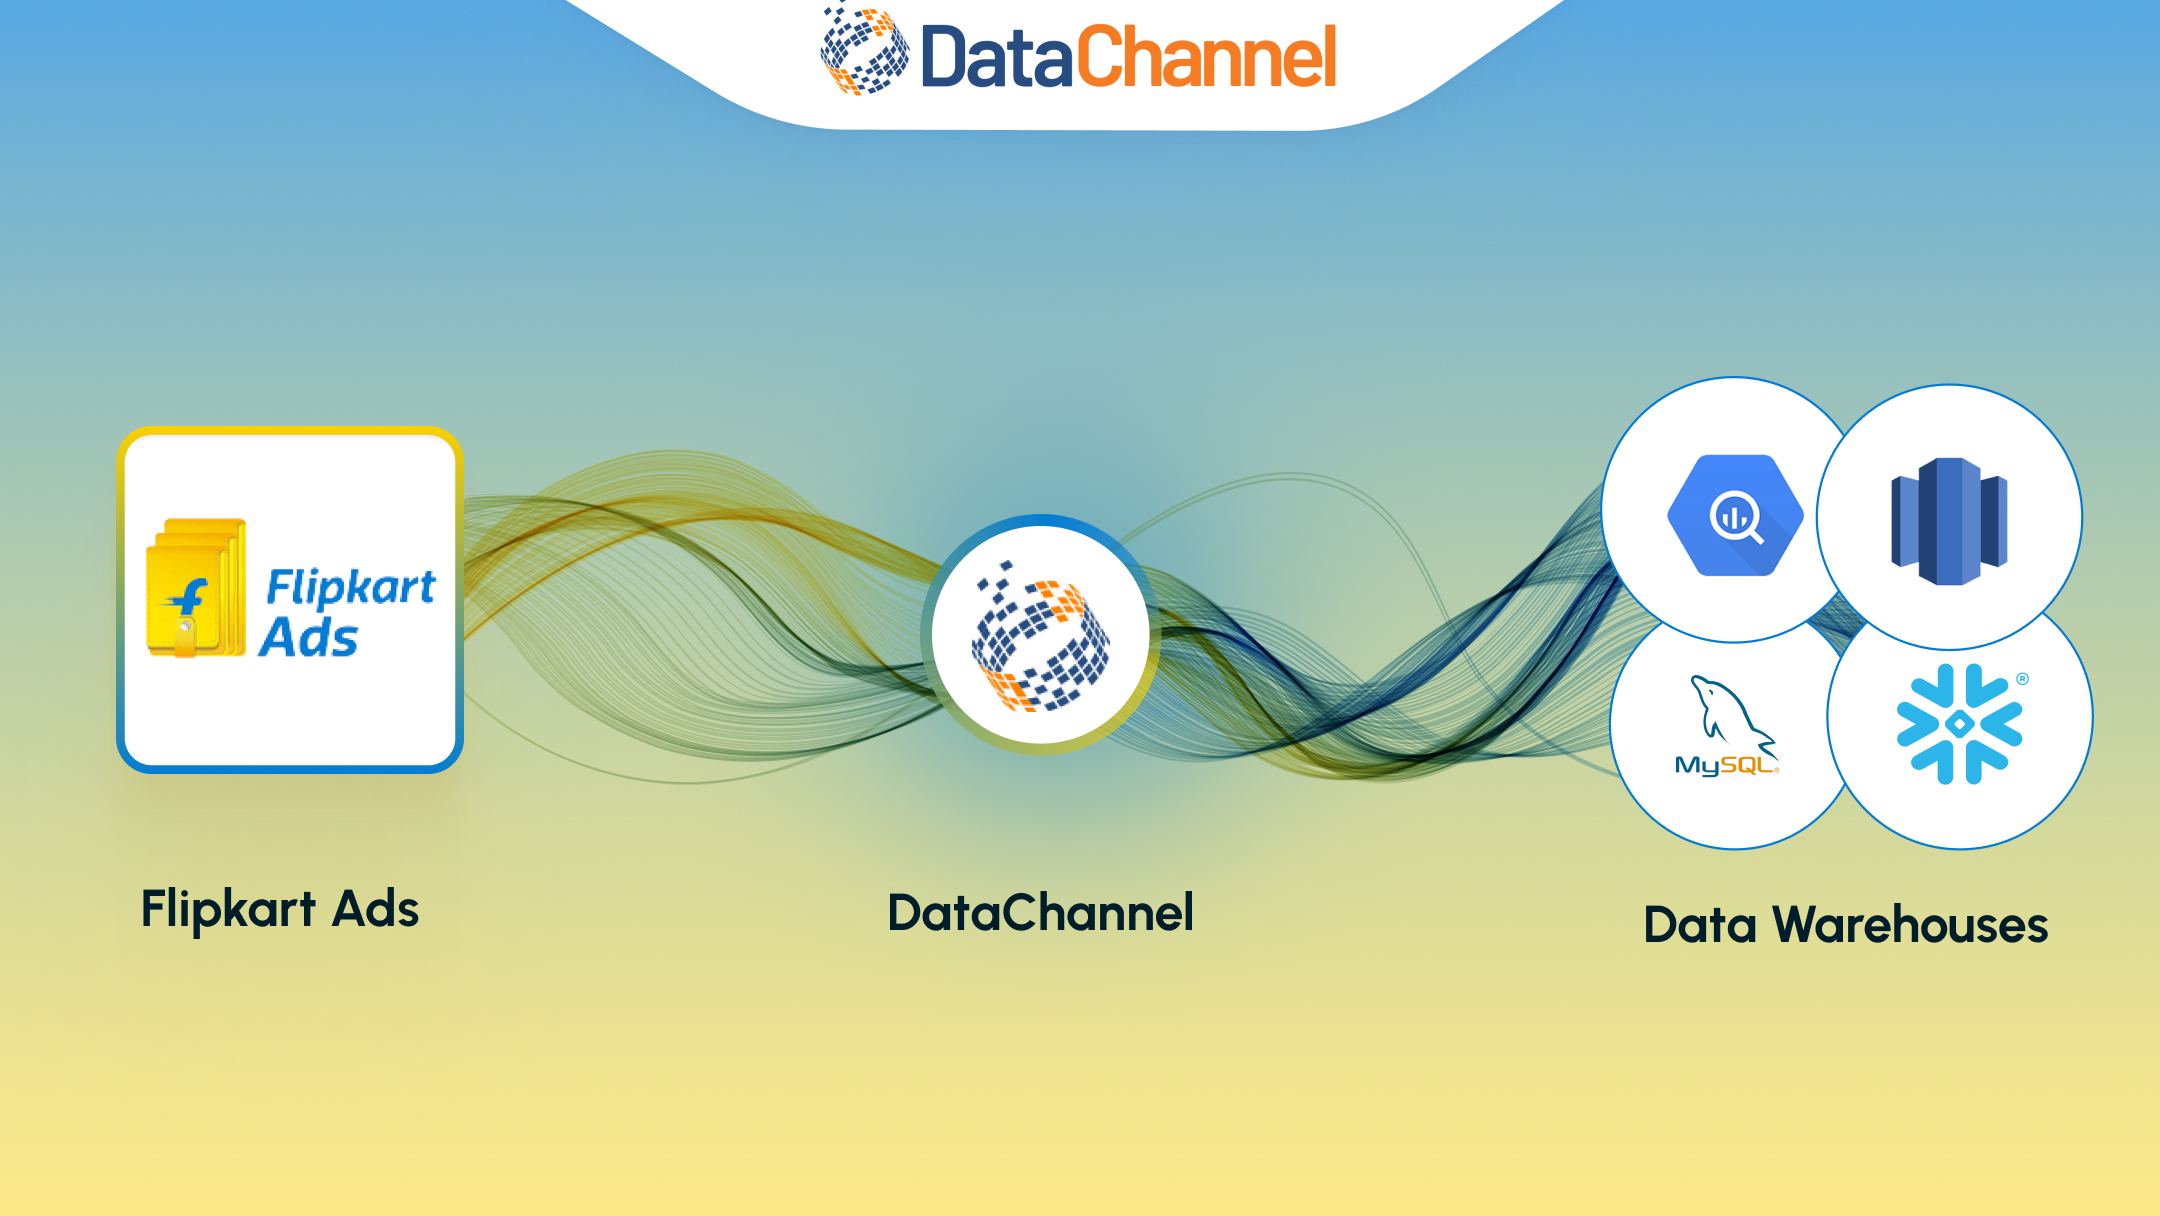 DataChannel
Flipkart
Ads
MySQL®
®
Flipkart Ads
DataChannel
Data Warehouses